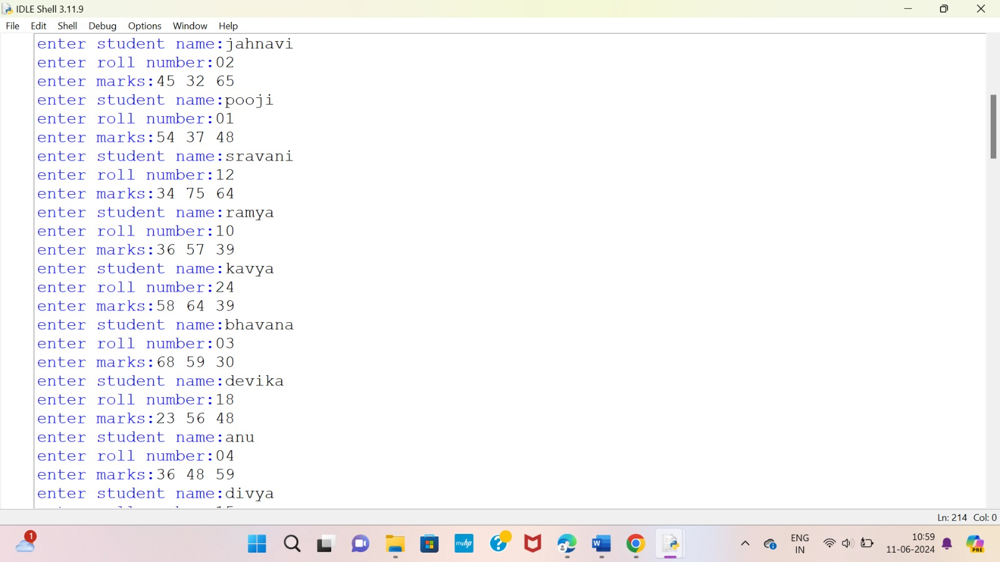 IDLE Shell 3.11.9
File Edit Shell Debug Options Window Help
enter student name:jahnavi
enter roll number:02
enter marks:45 32 65
enter student name:pooji
enter roll number:01
enter marks:54 37 48
enter student name:sravani
enter roll number:12
enter marks:34 75 64
enter student name:ramya
enter roll number:10
enter marks:36 57 39
enter student name:kavya
enter roll number:24
enter marks:58 64 39
enter student name:bhavana
enter roll number:03
enter marks:68 59 30
enter student name:devika
enter roll number:18
enter marks:23 56 48
enter student name:anu
enter roll number:04
enter marks:36 48 59
enter student name:divya
Ln: 214 Col: 0
1
myhp
?
W
ENG
IN
10:59
11-06-2024
PRE